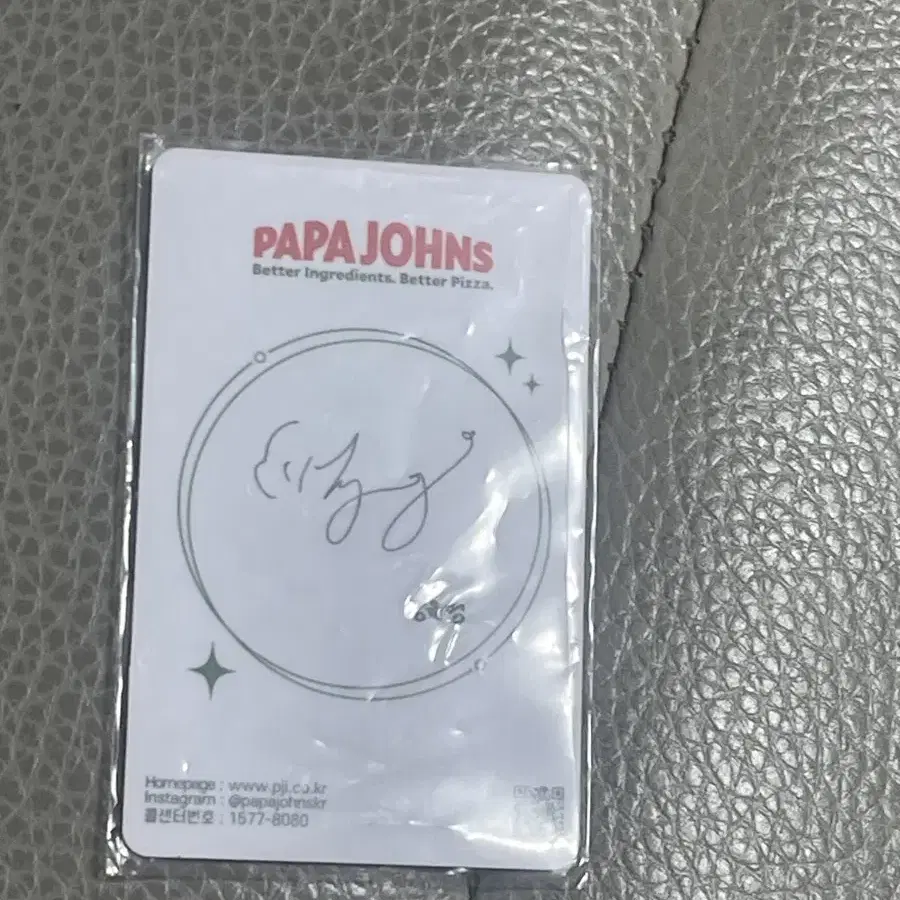 PAPA JOHNS
Better Ingredients. Better Pizza.
Homepage : www.pji.co.kr
Instagram : @papajohnskr
콜센터번호 : 1577-8080